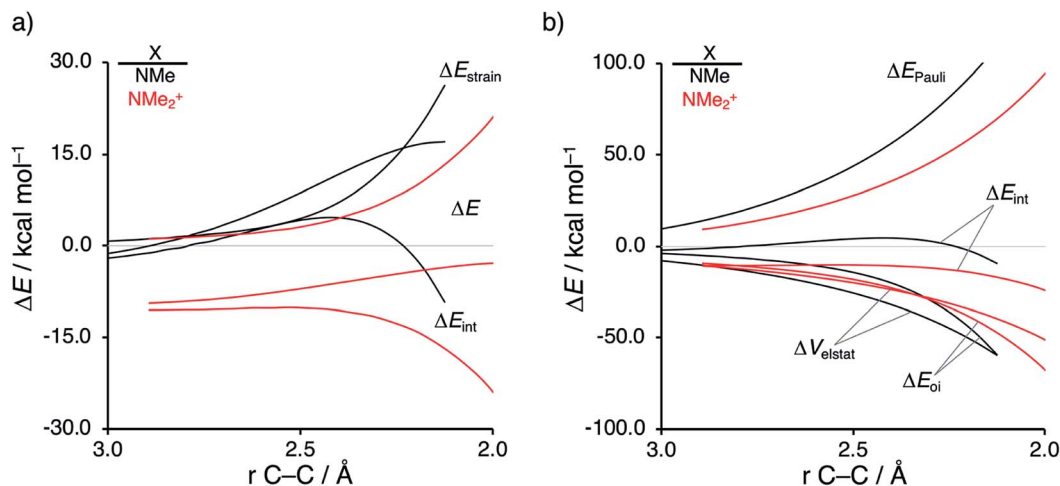 a)
X
NMe
NMe₂⁺
ΔE / kcal mol⁻¹
30.0
15.0
0.0
-15.0
-30.0
ΔEstrain
ΔE
ΔEint
3.0
2.5
2.0
r C–C / Å
b)
X
NMe
NMe₂⁺
ΔE / kcal mol⁻¹
100.0
50.0
0.0
-50.0
-100.0
ΔEPauli
ΔEint
ΔVelstat
ΔEoi
3.0
2.5
2.0
r C–C / Å